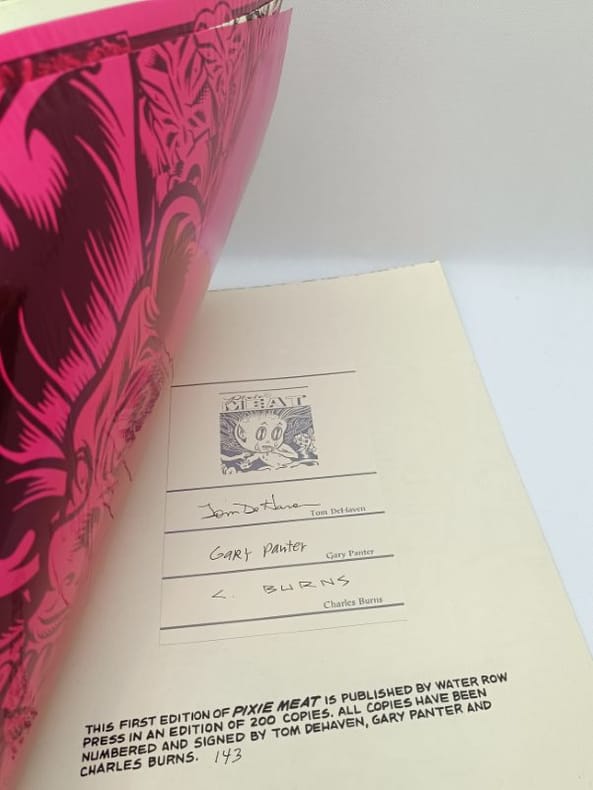 Pixie
MEAT
Tom DeHaven
Tom DeHaven
Gary Panter
Gary Panter
C. BURNS
Charles Burns
THIS FIRST EDITION OF PIXIE MEAT IS PUBLISHED BY WATER ROW
PRESS IN AN EDITION OF 200 COPIES. ALL COPIES HAVE BEEN
NUMBERED AND SIGNED BY TOM DEHAVEN, GARY PANTER AND
CHARLES BURNS. 143